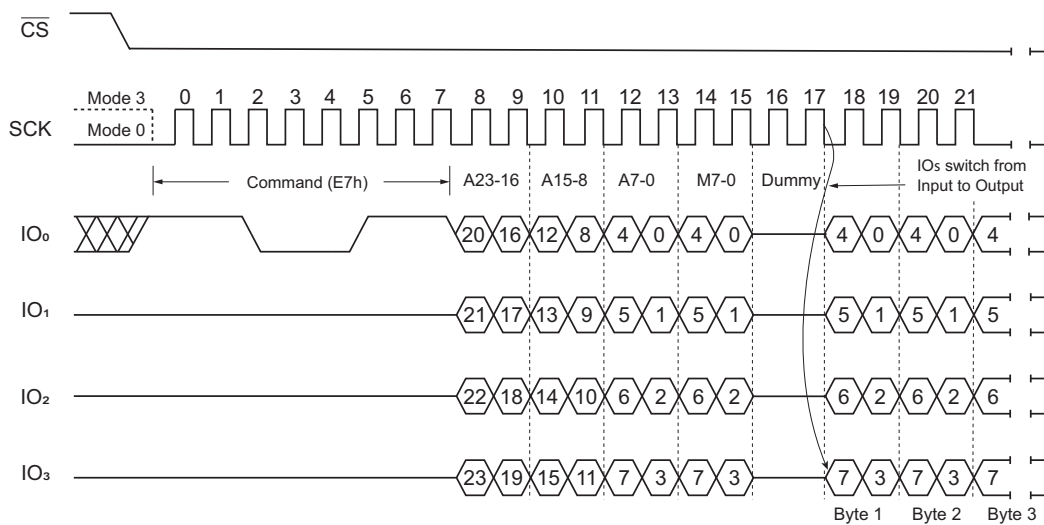 CS
Mode 3
0 1 2 3 4 5 6 7 8 9 10 11 12 13 14 15 16 17 18 19 20 21
SCK
Mode 0
Command (E7h) A23-16 A15-8 A7-0 M7-0 Dummy IOs switch from
Input to Output
IO₀ 20 16 12 8 4 0 4 0 4 0 4 0 4
IO₁ 21 17 13 9 5 1 5 1 5 1 5 1 5
IO₂ 22 18 14 10 6 2 6 2 6 2 6 2 6
IO₃ 23 19 15 11 7 3 7 3 7 3 7 3 7
Byte 1 Byte 2 Byte 3